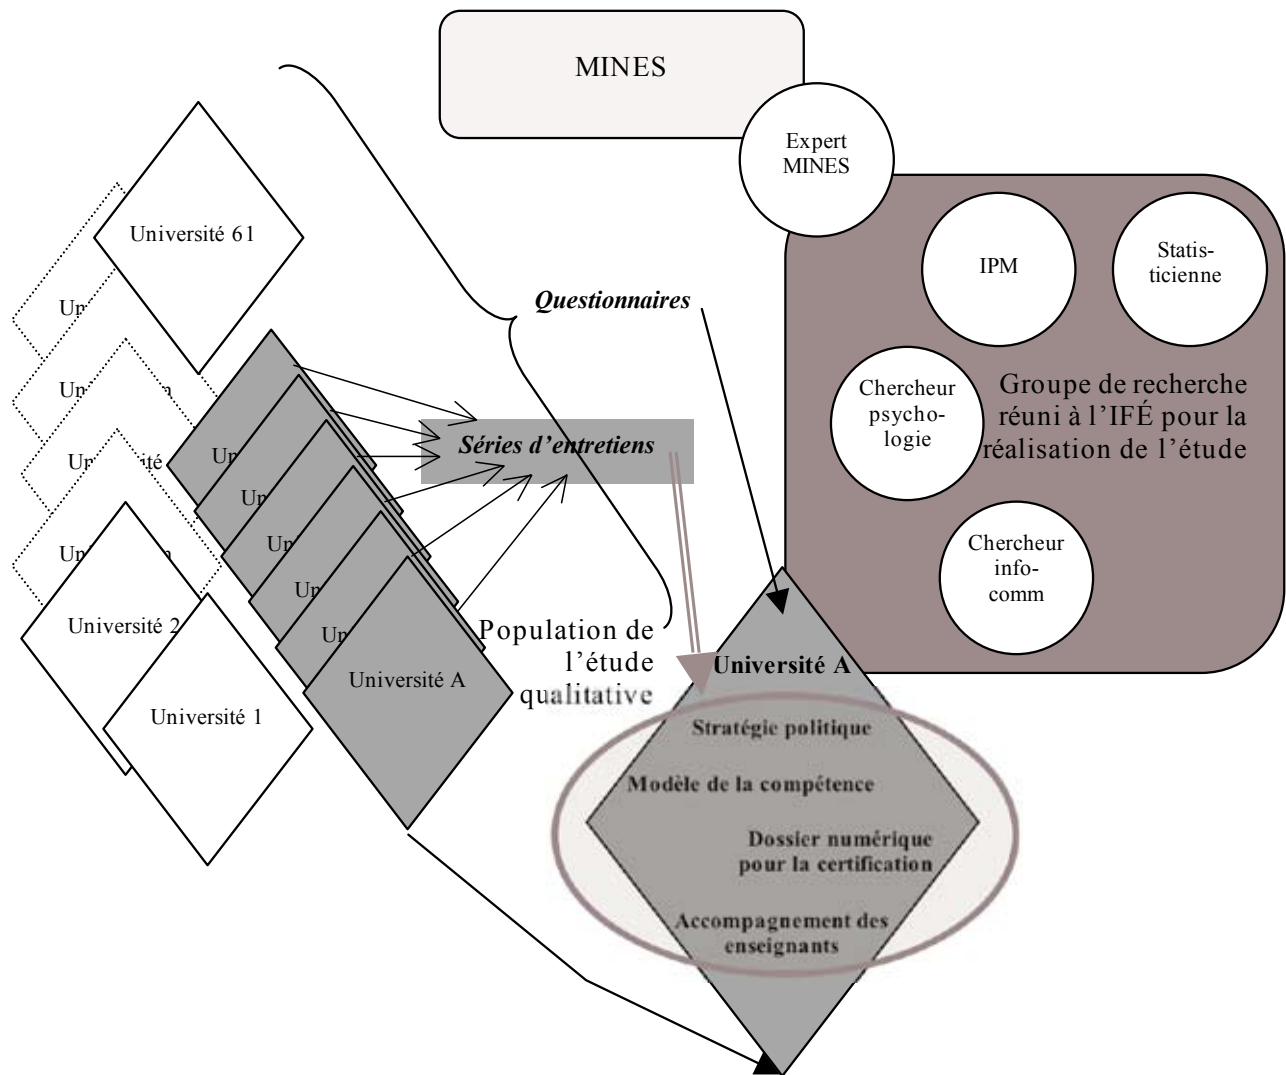 MINES
Expert
MINES
IPM
Statis-
ticienne
Chercheur
psycho-
logie
Groupe de recherche
réuni à l'IFÉ pour la
réalisation de l'étude
Chercheur
info-
comm
Université 61
Questionnaires
Séries d'entretiens
Université 2
Université 1
Université A
Population de
l'étude
qualitative
Université A
Stratégie politique
Modèle de la compétence
Dossier numérique
pour la certification
Accompagnement des
enseignants